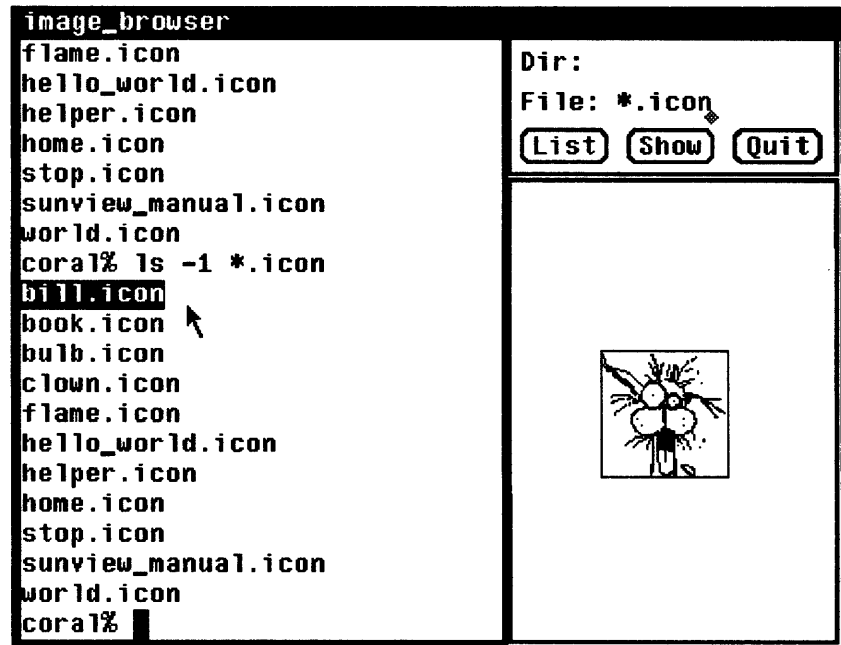 image_browser
flame.icon
hello_world.icon
helper.icon
home.icon
stop.icon
sunview_manual.icon
world.icon
coral% ls -1 *.icon
bill.icon
book.icon
bulb.icon
clown.icon
flame.icon
hello_world.icon
helper.icon
home.icon
stop.icon
sunview_manual.icon
world.icon
coral%
Dir:
File: *.icon
List Show Quit